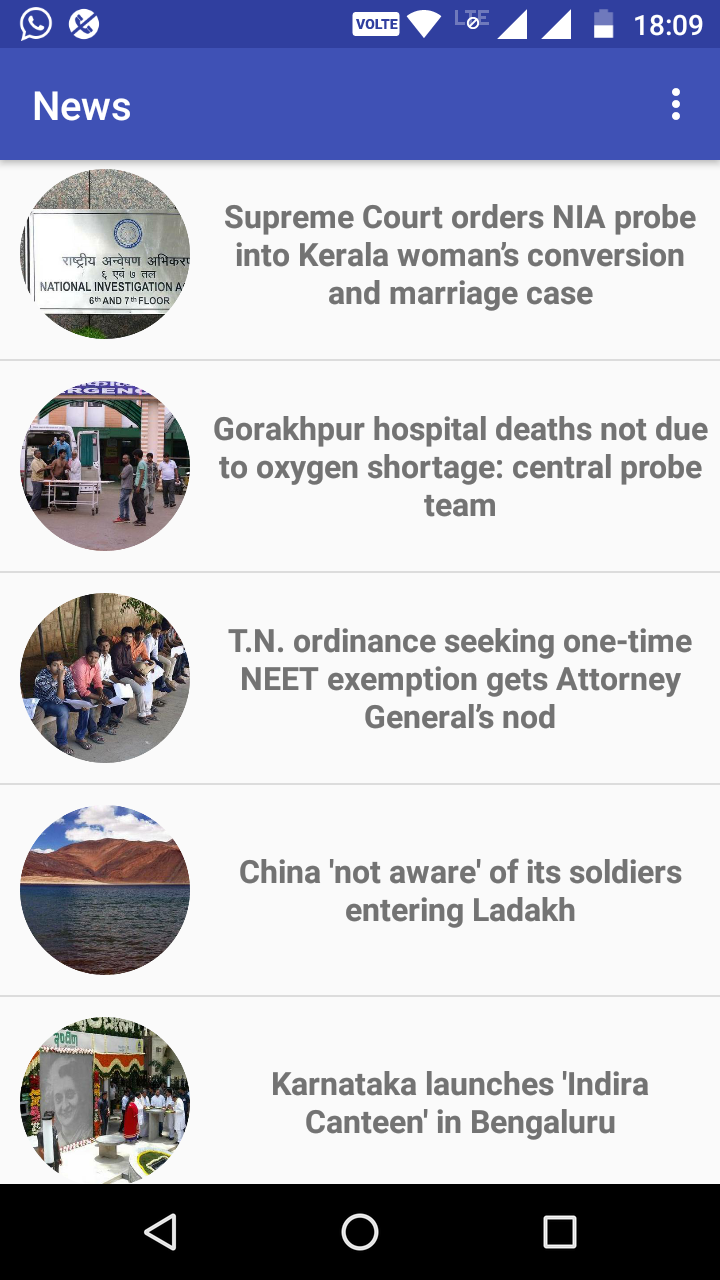 VOLTE LTE 18:09
News
Supreme Court orders NIA probe
into Kerala woman’s conversion
and marriage case
राष्ट्रीय अन्वेषण अभिकरण
६ एवं ७ तल
NATIONAL INVESTIGATION A
6th AND 7th FLOOR
Gorakhpur hospital deaths not due
to oxygen shortage: central probe
team
T.N. ordinance seeking one-time
NEET exemption gets Attorney
General’s nod
China 'not aware' of its soldiers
entering Ladakh
Karnataka launches 'Indira
Canteen' in Bengaluru